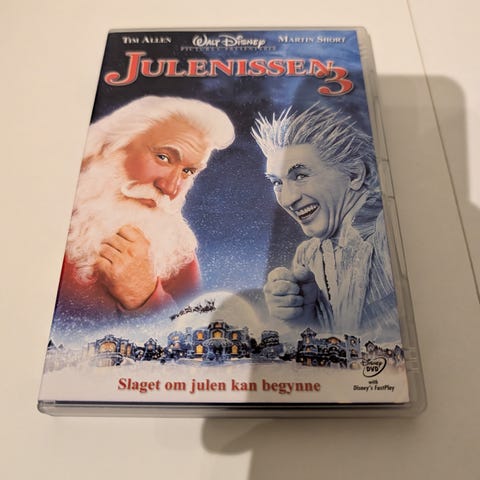 TIM ALLEN
WALT DISNEY
PICTURES PRESENTERER
MARTIN SHORT
JULENISSEN 3
Slaget om julen kan begynne
Disney
DVD
with
Disney's FastPlay